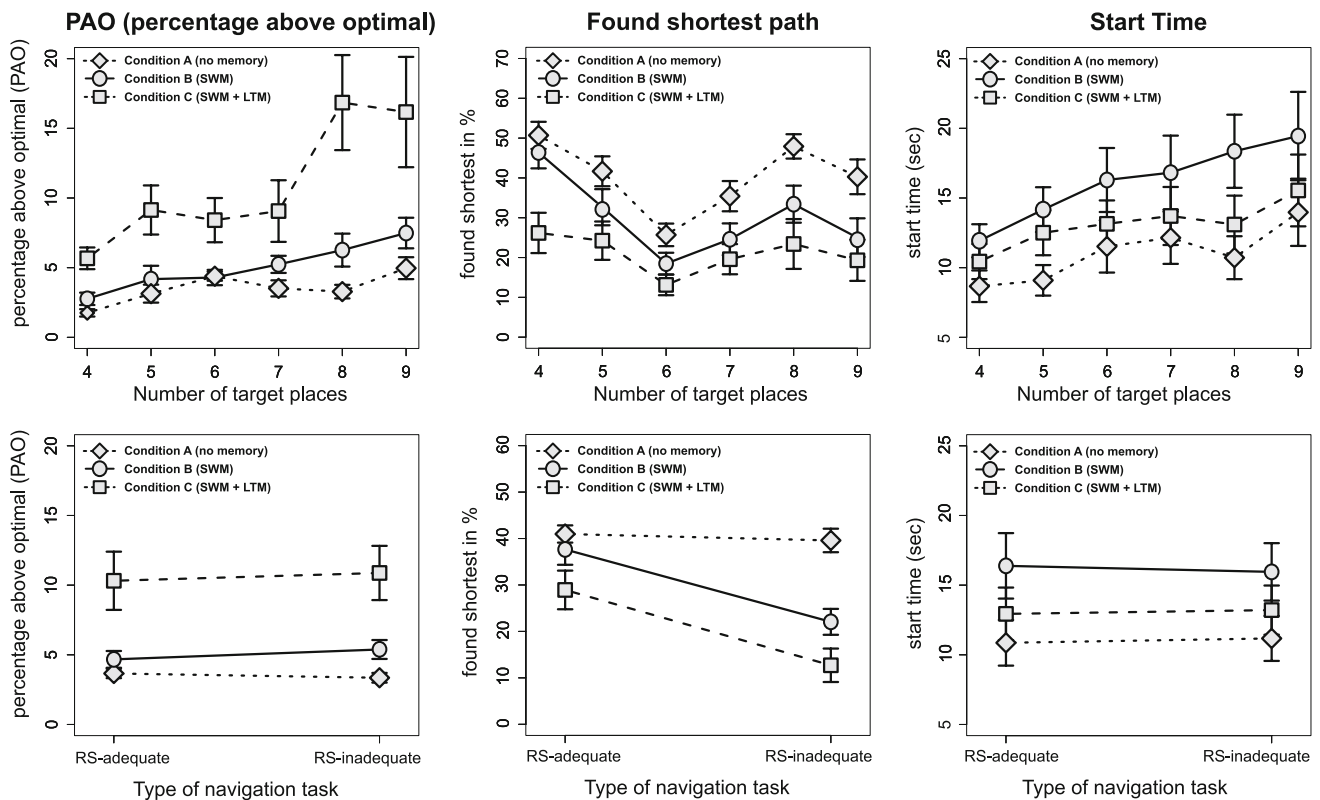 PAO (percentage above optimal)
percentage above optimal (PAO)
20
15
10
5
0
Condition A (no memory)
Condition B (SWM)
Condition C (SWM + LTM)
4 5 6 7 8 9
Number of target places
Found shortest path
found shortest in %
70
60
50
40
30
20
10
0
Condition A (no memory)
Condition B (SWM)
Condition C (SWM + LTM)
4 5 6 7 8 9
Number of target places
Start Time
start time (sec)
25
20
15
10
5
Condition A (no memory)
Condition B (SWM)
Condition C (SWM + LTM)
4 5 6 7 8 9
Number of target places
percentage above optimal (PAO)
20
15
10
5
0
Condition A (no memory)
Condition B (SWM)
Condition C (SWM + LTM)
RS-adequate RS-inadequate
Type of navigation task
found shortest in %
60
50
40
30
20
10
0
Condition A (no memory)
Condition B (SWM)
Condition C (SWM + LTM)
RS-adequate RS-inadequate
Type of navigation task
start time (sec)
25
20
15
10
5
Condition A (no memory)
Condition B (SWM)
Condition C (SWM + LTM)
RS-adequate RS-inadequate
Type of navigation task